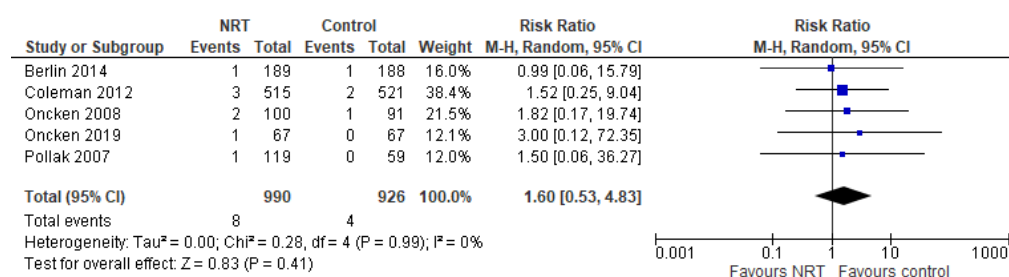 NRT Control Risk Ratio Risk Ratio
Study or Subgroup Events Total Events Total Weight M-H, Random, 95% CI M-H, Random, 95% CI
Berlin 2014 1 189 1 188 16.0% 0.99 [0.06, 15.79]
Coleman 2012 3 515 2 521 38.4% 1.52 [0.25, 9.04]
Oncken 2008 2 100 1 91 21.5% 1.82 [0.17, 19.74]
Oncken 2019 1 67 0 67 12.1% 3.00 [0.12, 72.35]
Pollak 2007 1 119 0 59 12.0% 1.50 [0.06, 36.27]
Total (95% CI) 990 926 100.0% 1.60 [0.53, 4.83]
Total events 8 4
Heterogeneity: Tau² = 0.00; Chi² = 0.28, df = 4 (P = 0.99); I² = 0%
Test for overall effect: Z = 0.83 (P = 0.41)
0.001 0.1 1 10 1000
Favours NRT Favours control